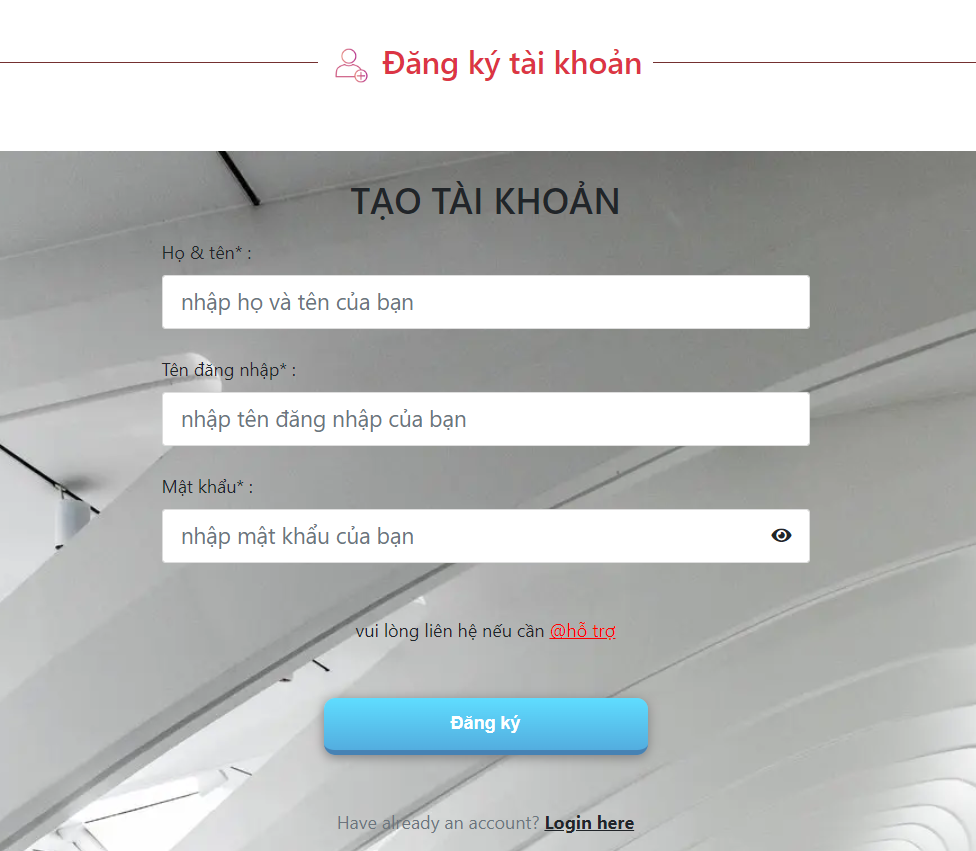 Đăng ký tài khoản
TẠO TÀI KHOẢN
Họ & tên* :
nhập họ và tên của bạn
Tên đăng nhập* :
nhập tên đăng nhập của bạn
Mật khẩu* :
nhập mật khẩu của bạn
vui lòng liên hệ nếu cần @hỗ trợ
Đăng ký
Have already an account? Login here